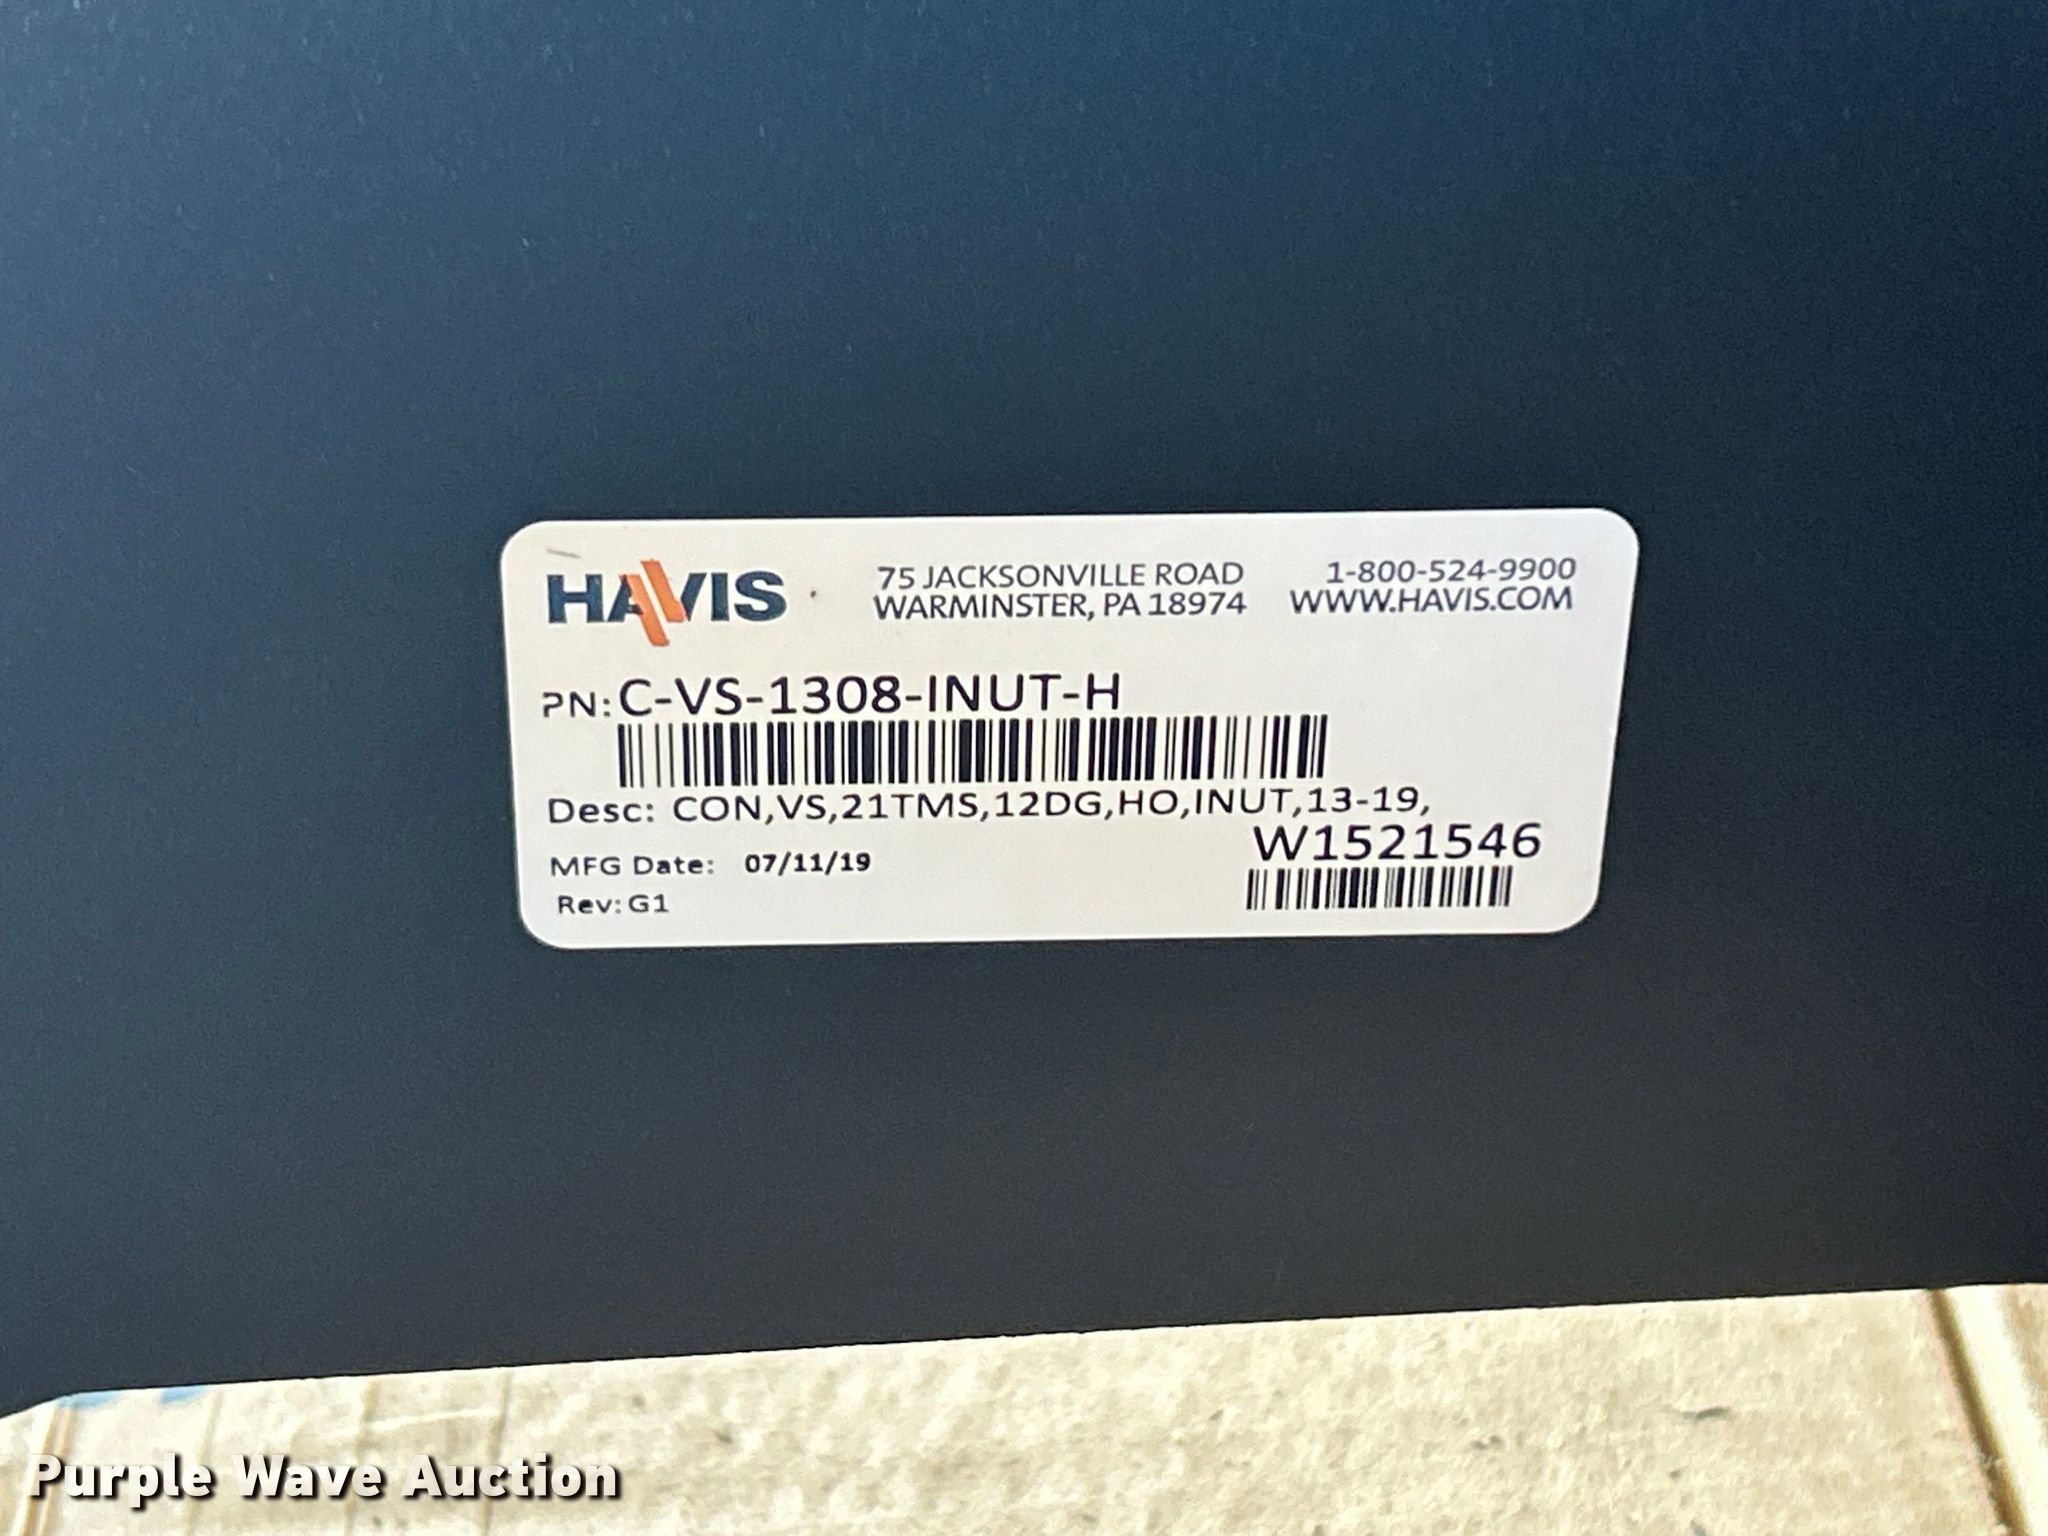 HAVIS
75 JACKSONVILLE ROAD
WARMINSTER, PA 18974
1-800-524-9900
WWW.HAVIS.COM
PN: C-VS-1308-INUT-H
Desc: CON,VS,21TMS,12DG,HO,INUT,13-19,
W1521546
MFG Date: 07/11/19
Rev: G1
Purple Wave Auction